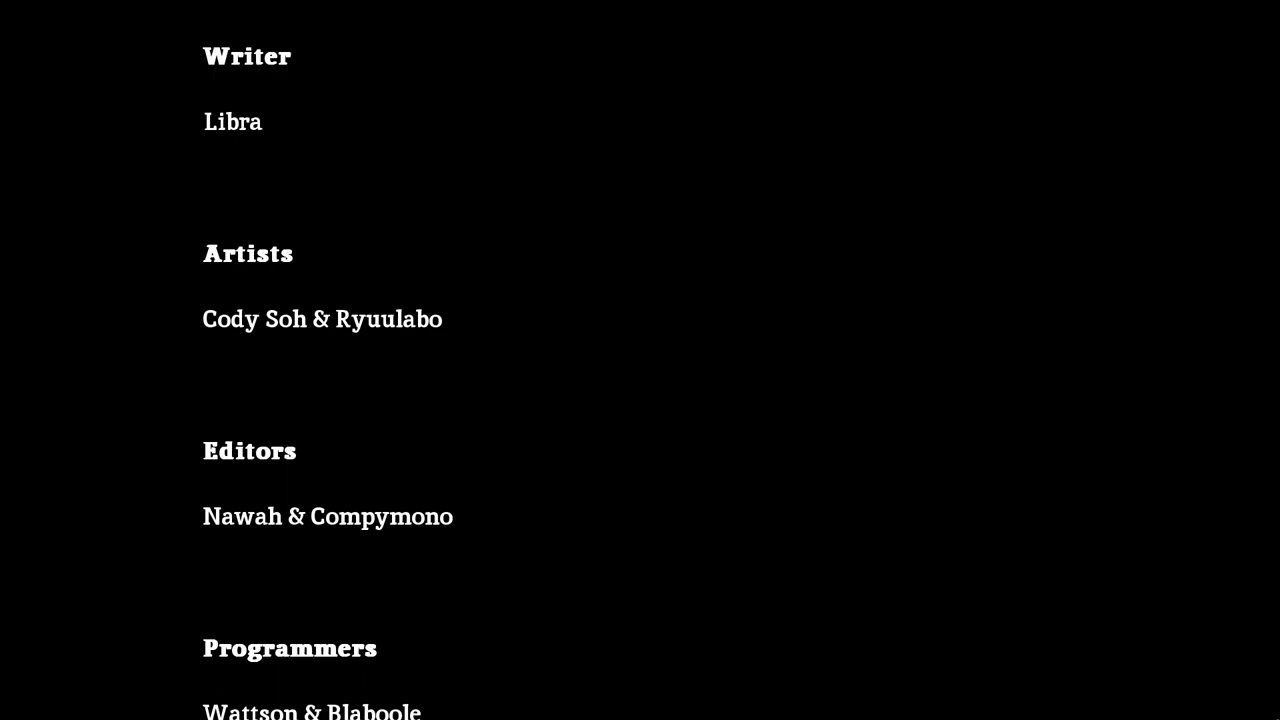 Writer
Libra
Artists
Cody Soh & Ryuulabo
Editors
Nawah & Compymono
Programmers
Wattson & Blaboole